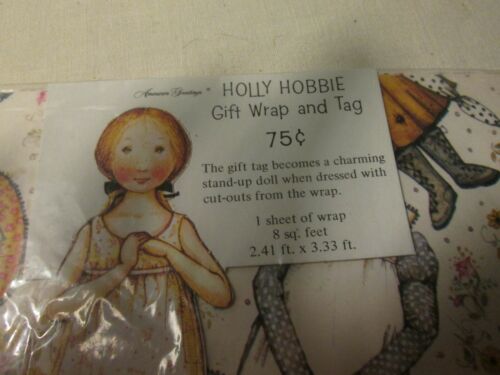 American Greetings®
HOLLY HOBBIE
Gift Wrap and Tag
75¢
The gift tag becomes a charming
stand-up doll when dressed with
cut-outs from the wrap.
1 sheet of wrap
8 sq. feet
2.41 ft. x 3.33 ft.